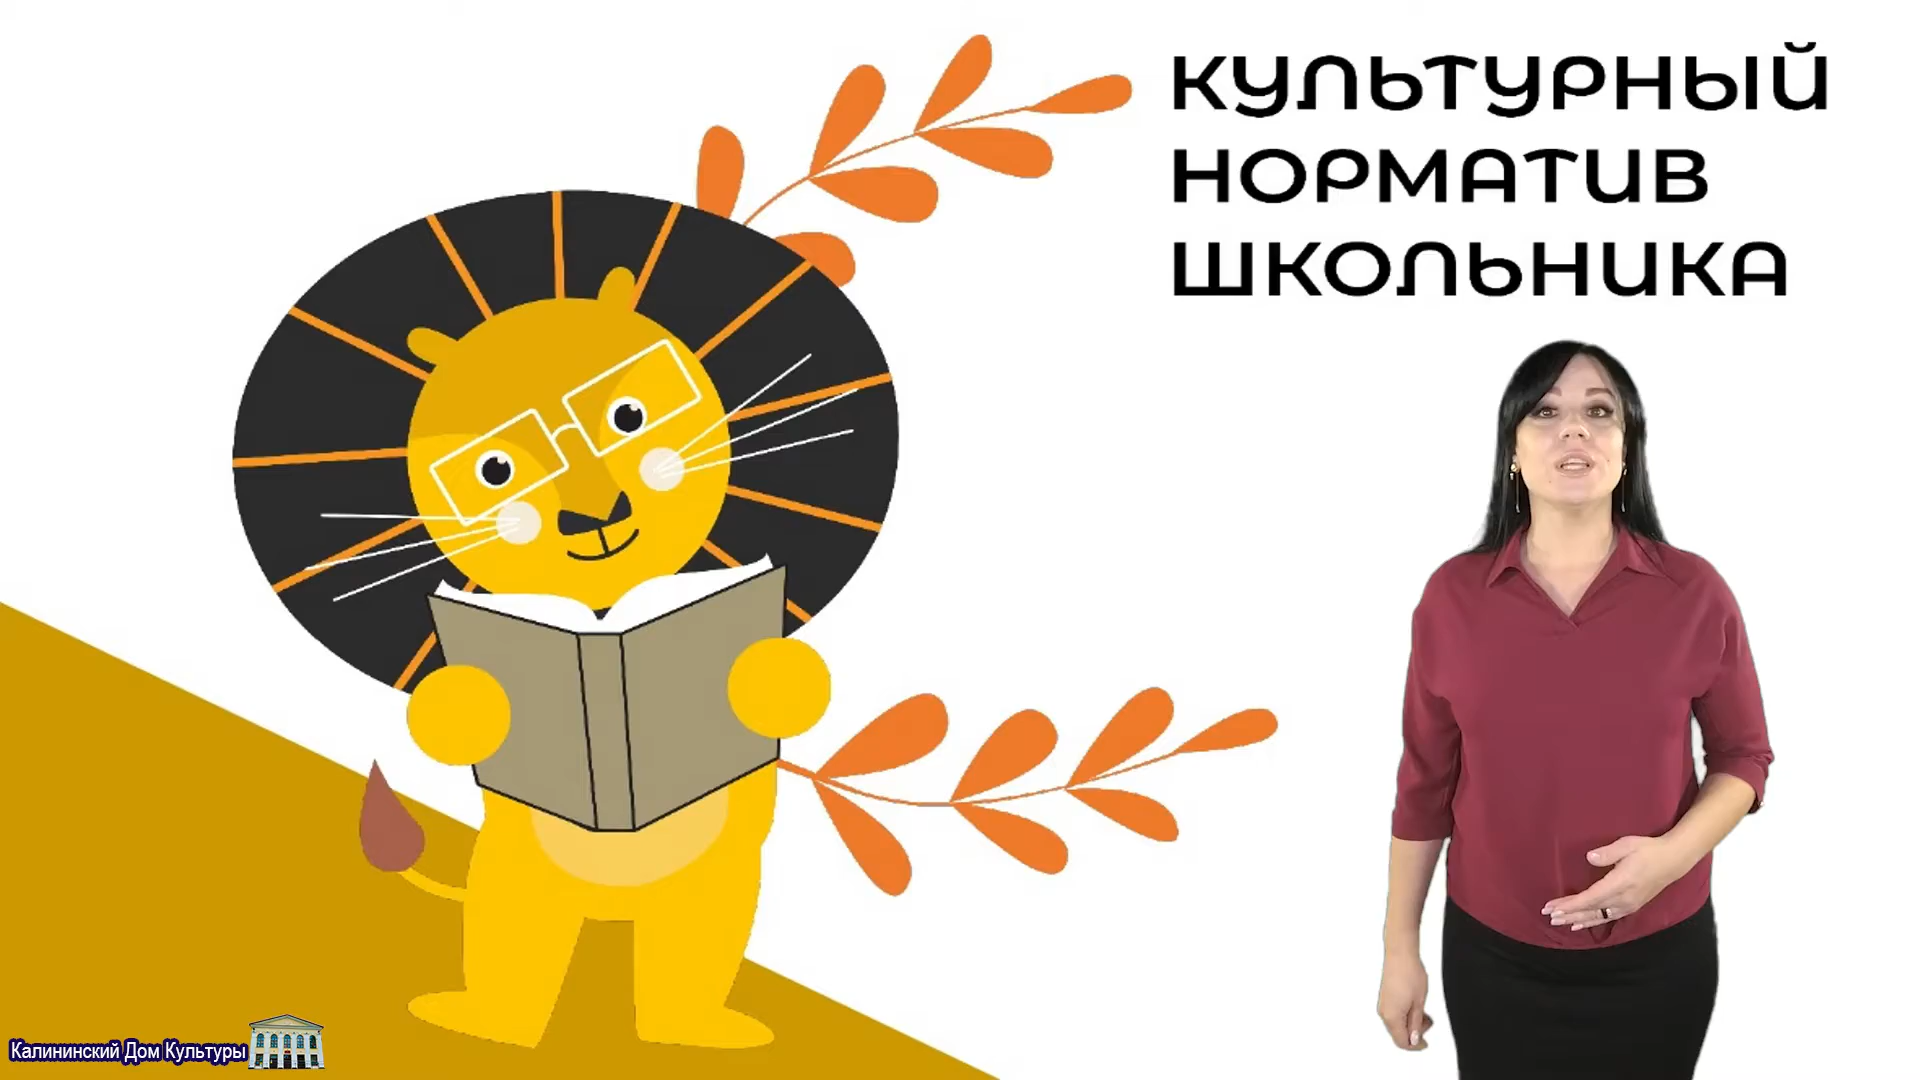 КУЛЬТУРНЫЙ
НОРМАТИВ
ШКОЛЬНИКА
Калининский Дом Культуры